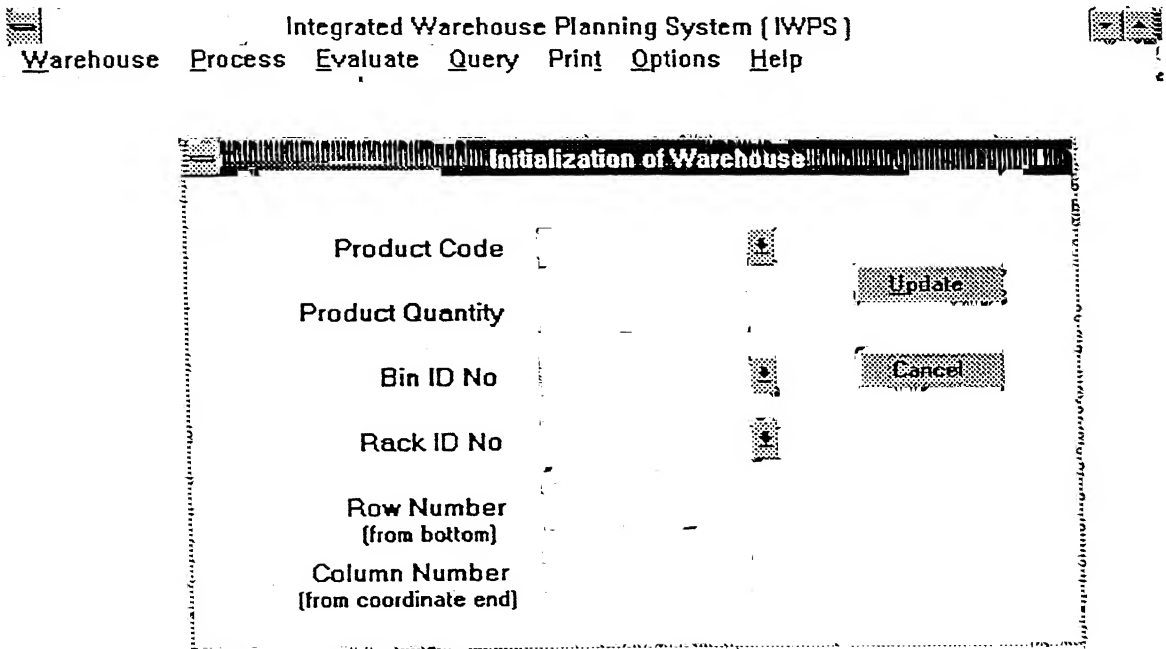 Integrated Warehouse Planning System ( IWPS )
Warehouse Process Evaluate Query Print Options Help
Initialization of Warehouse
Product Code
Update
Product Quantity
Bin ID No
Cancel
Rack ID No
Row Number
(from bottom)
Column Number
(from coordinate end)